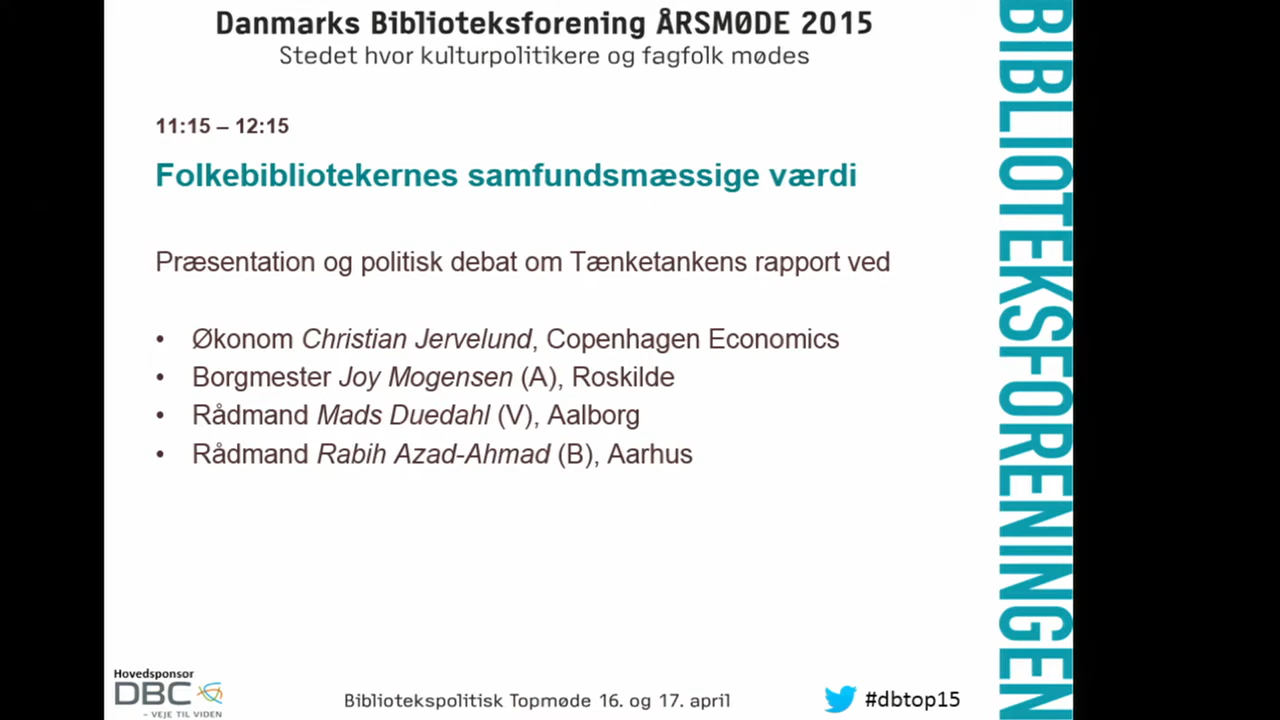 Danmarks Biblioteksforening ÅRSMØDE 2015
Stedet hvor kulturpolitikere og fagfolk mødes
11:15 – 12:15
Folkebibliotekernes samfundsmæssige værdi
Præsentation og politisk debat om Tænketankens rapport ved
• Økonom Christian Jervelund, Copenhagen Economics
• Borgmester Joy Mogensen (A), Roskilde
• Rådmand Mads Duedahl (V), Aalborg
• Rådmand Rabih Azad-Ahmad (B), Aarhus
Hovedsponsor
DBC
– VEJE TIL VIDEN
Bibliotekspolitisk Topmøde 16. og 17. april
#dbtop15
BIBLIOTEKSFORENINGEN